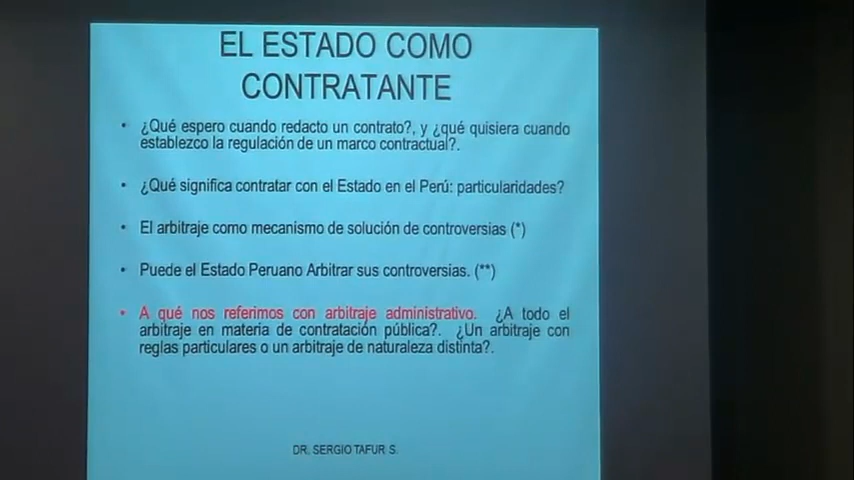 EL ESTADO COMO
CONTRATANTE
• ¿Qué espero cuando redacto un contrato?, y ¿qué quisiera cuando
establezco la regulación de un marco contractual?.
• ¿Qué significa contratar con el Estado en el Perú: particularidades?
• El arbitraje como mecanismo de solución de controversias (*)
• Puede el Estado Peruano Arbitrar sus controversias. (**)
• A qué nos referimos con arbitraje administrativo. ¿A todo el
arbitraje en materia de contratación pública?. ¿Un arbitraje con
reglas particulares o un arbitraje de naturaleza distinta?.
DR. SERGIO TAFUR S.